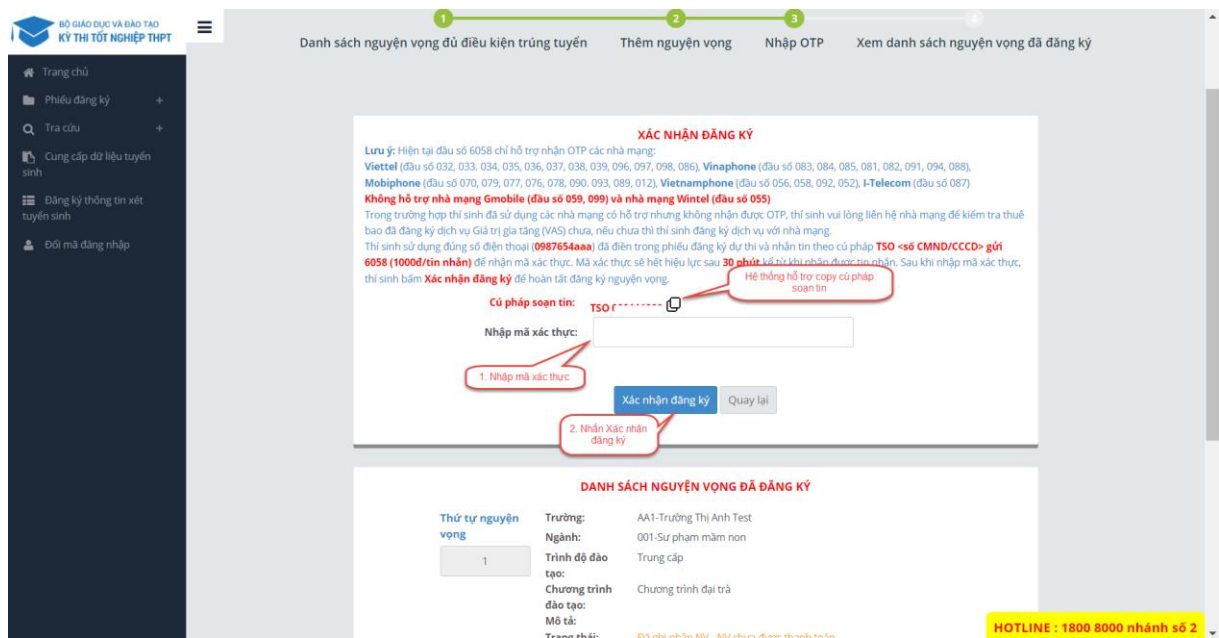 BỘ GIÁO DỤC VÀ ĐÀO TẠO
KỲ THI TỐT NGHIỆP THPT
Trang chủ
Phiếu đăng ký +
Tra cứu +
Cung cấp dữ liệu tuyển
sinh
Đăng ký thông tin xét
tuyển sinh
Đổi mã đăng nhập
1 2 3 4
Danh sách nguyện vọng đủ điều kiện trúng tuyển Thêm nguyện vọng Nhập OTP Xem danh sách nguyện vọng đã đăng ký
XÁC NHẬN ĐĂNG KÝ
Lưu ý: Hiện tại đầu số 6058 chỉ hỗ trợ nhận OTP các nhà mạng:
Viettel (đầu số 032, 033. 034, 035, 036, 037, 038, 039, 096, 097, 098, 086), Vinaphone (đầu số 083, 084, 085, 081, 082, 091, 094, 088),
Mobiphone (đầu số 070, 079, 077, 076, 078, 090. 093, 089, 012), Vietnamphone (đầu số 056, 058, 092, 052), I-Telecom (đầu số 087)
Không hỗ trợ nhà mạng Gmobile (đầu số 059, 099) và nhà mạng Wintel (đầu số 055)
Trong trường hợp thí sinh đã sử dụng các nhà mạng có hỗ trợ nhưng không nhận được OTP, thí sinh vui lòng liên hệ nhà mạng để kiểm tra thuê
bao đã đăng ký dịch vụ Giá trị gia tăng (VAS) chưa, nếu chưa thì thí sinh đăng ký dịch vụ với nhà mạng.
Thí sinh sử dụng đúng số điện thoại (0987654aaa) đã điền trong phiếu đăng ký dự thi và nhắn tin theo cú pháp TSO <số CMND/CCCD> gửi
6058 (1000đ/tin nhắn) để nhận mã xác thực. Mã xác thực sẽ hết hiệu lực sau 30 phút kể từ khi nhận được tin nhắn. Sau khi nhập mã xác thực,
thí sinh bấm Xác nhận đăng ký để hoàn tất đăng ký nguyện vọng.
Hệ thống hỗ trợ copy cú pháp
soạn tin
Cú pháp soạn tin: TSO
Nhập mã xác thực:
1. Nhập mã xác thực
Xác nhận đăng ký Quay lại
2. Nhấn Xác nhận
đăng ký
DANH SÁCH NGUYỆN VỌNG ĐÃ ĐĂNG KÝ
Thứ tự nguyện
vọng
1
Trường: AA1-Trường Thị Anh Test
Ngành: 001-Sư phạm mầm non
Trình độ đào Trung cấp
tạo:
Chương trình Chương trình đại trà
đào tạo:
Mô tả:
Trạng thái: Đã ghi nhận NV - NV chưa được thanh toán
HOTLINE : 1800 8000 nhánh số 2